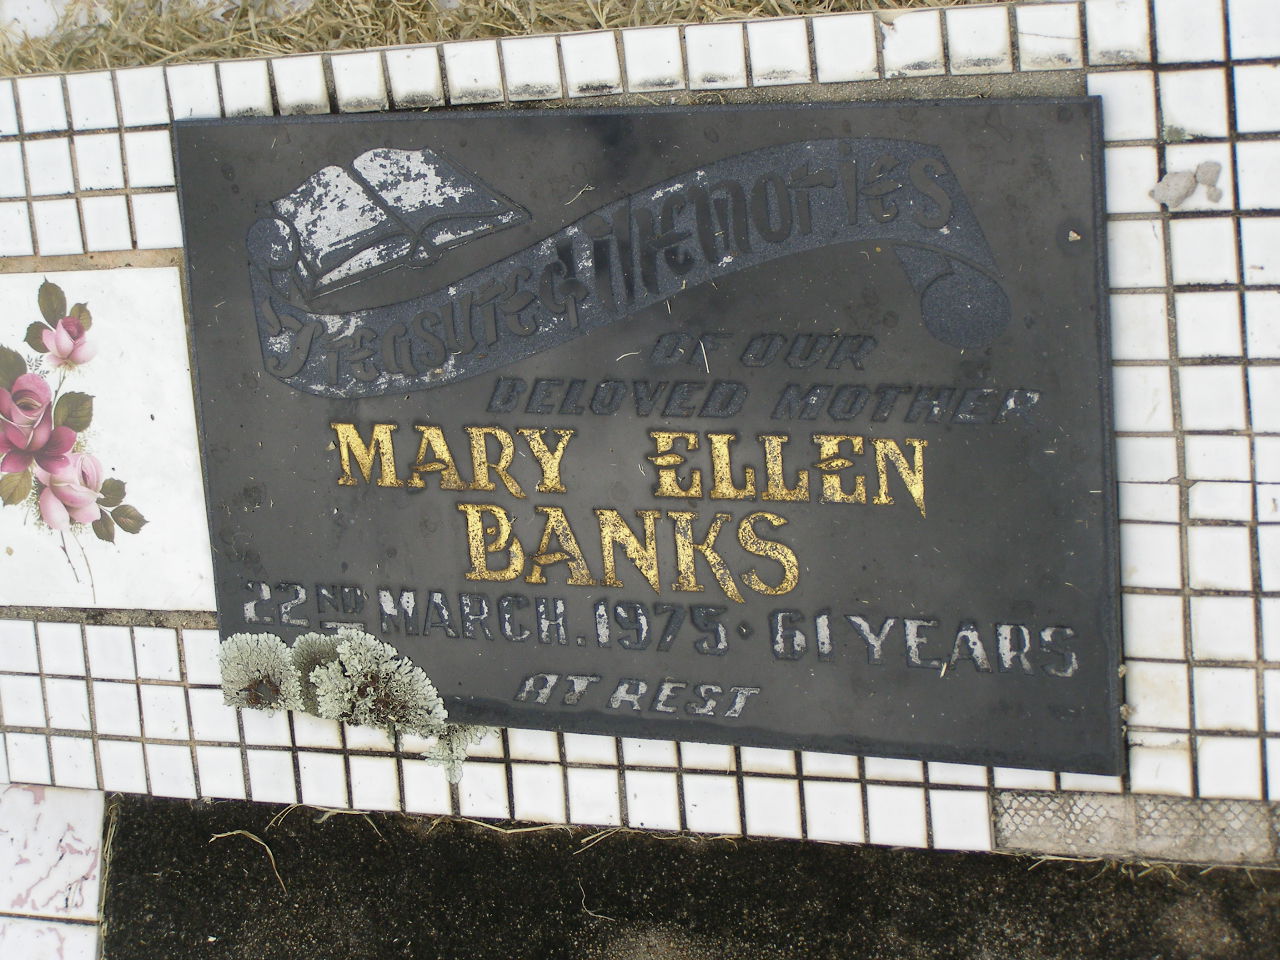 Treasured Memories
OF OUR
BELOVED MOTHER
MARY ELLEN
BANKS
22ND MARCH.1975·61 YEARS
AT REST